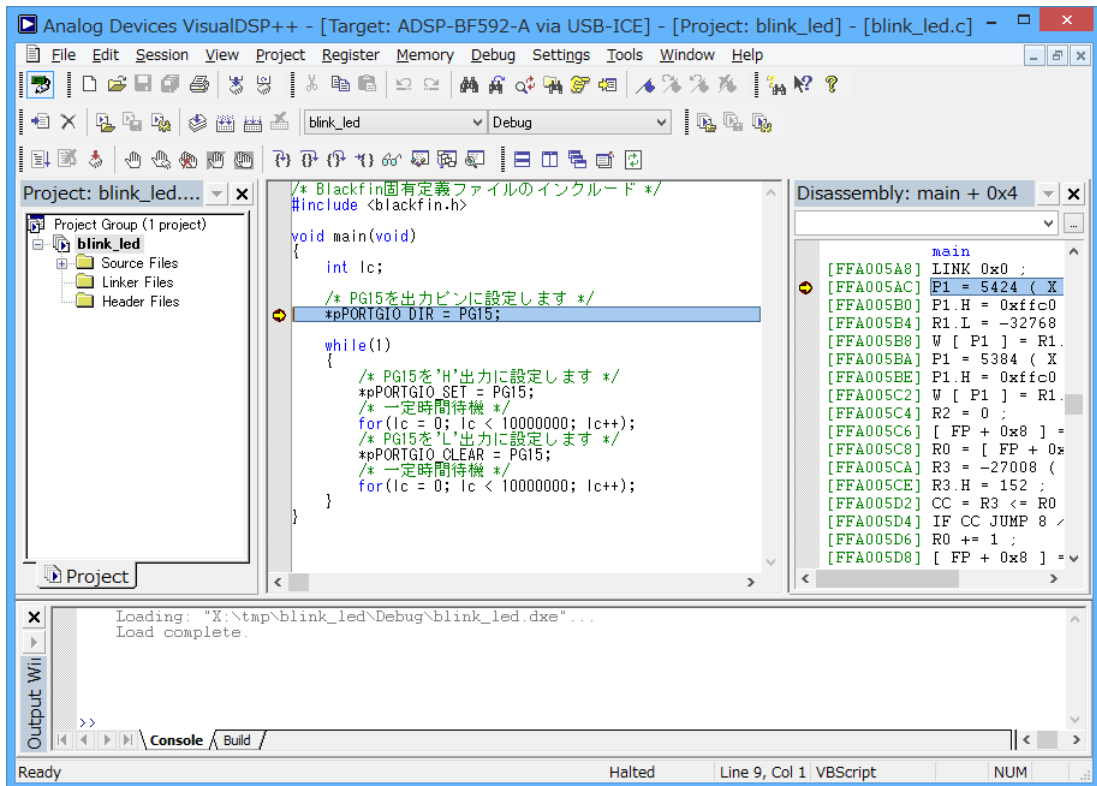 Analog Devices VisualDSP++ - [Target: ADSP-BF592-A via USB-ICE] - [Project: blink_led] - [blink_led.c]
File Edit Session View Project Register Memory Debug Settings Tools Window Help
blink_led Debug
Project: blink_led....
Project Group (1 project)
blink_led
Source Files
Linker Files
Header Files
Project
/* Blackfin固有定義ファイルのインクルード */
#include <blackfin.h>
void main(void)
{
int lc;
/* PG15を出力ピンに設定します */
*pPORTGIO_DIR = PG15;
while(1)
{
/* PG15を'H'出力に設定します */
*pPORTGIO_SET = PG15;
/* 一定時間待機 */
for(lc = 0; lc < 10000000; lc++);
/* PG15を'L'出力に設定します */
*pPORTGIO_CLEAR = PG15;
/* 一定時間待機 */
for(lc = 0; lc < 10000000; lc++);
}
}
Disassembly: main + 0x4
...
main
[FFA005A8] LINK 0x0 ;
[FFA005AC] P1 = 5424 ( X
[FFA005B0] P1.H = 0xffc0
[FFA005B4] R1.L = -32768
[FFA005B8] W [ P1 ] = R1.
[FFA005BA] P1 = 5384 ( X
[FFA005BE] P1.H = 0xffc0
[FFA005C2] W [ P1 ] = R1.
[FFA005C4] R2 = 0 ;
[FFA005C6] [ FP + 0x8 ] =
[FFA005C8] R0 = [ FP + 0x
[FFA005CA] R3 = -27008 (
[FFA005CE] R3.H = 152 ;
[FFA005D2] CC = R3 <= R0
[FFA005D4] IF CC JUMP 8 /
[FFA005D6] R0 += 1 ;
[FFA005D8] [ FP + 0x8 ] =
Loading: "X:\tmp\blink_led\Debug\blink_led.dxe"...
Load complete.
>>
Output Wi
Console Build
Ready Halted Line 9, Col 1 VBScript NUM